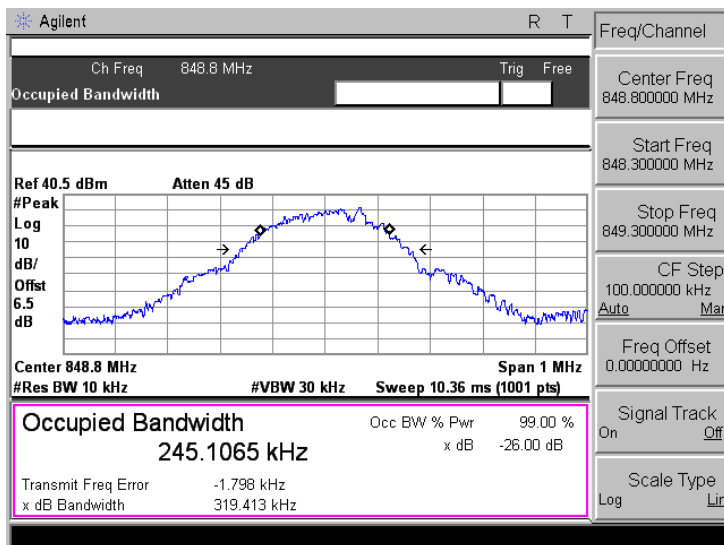 Agilent
R T
Freq/Channel
Ch Freq 848.8 MHz Trig Free
Occupied Bandwidth
Center Freq
848.800000 MHz
Start Freq
848.300000 MHz
Stop Freq
849.300000 MHz
CF Step
100.000000 kHz
Auto Man
Freq Offset
0.00000000 Hz
Signal Track
On Off
Scale Type
Log Lin
Ref 40.5 dBm Atten 45 dB
#Peak
Log
10
dB/
Offst
6.5
dB
Center 848.8 MHz Span 1 MHz
#Res BW 10 kHz #VBW 30 kHz Sweep 10.36 ms (1001 pts)
Occupied Bandwidth
245.1065 kHz
Occ BW % Pwr 99.00 %
x dB -26.00 dB
Transmit Freq Error -1.798 kHz
x dB Bandwidth 319.413 kHz